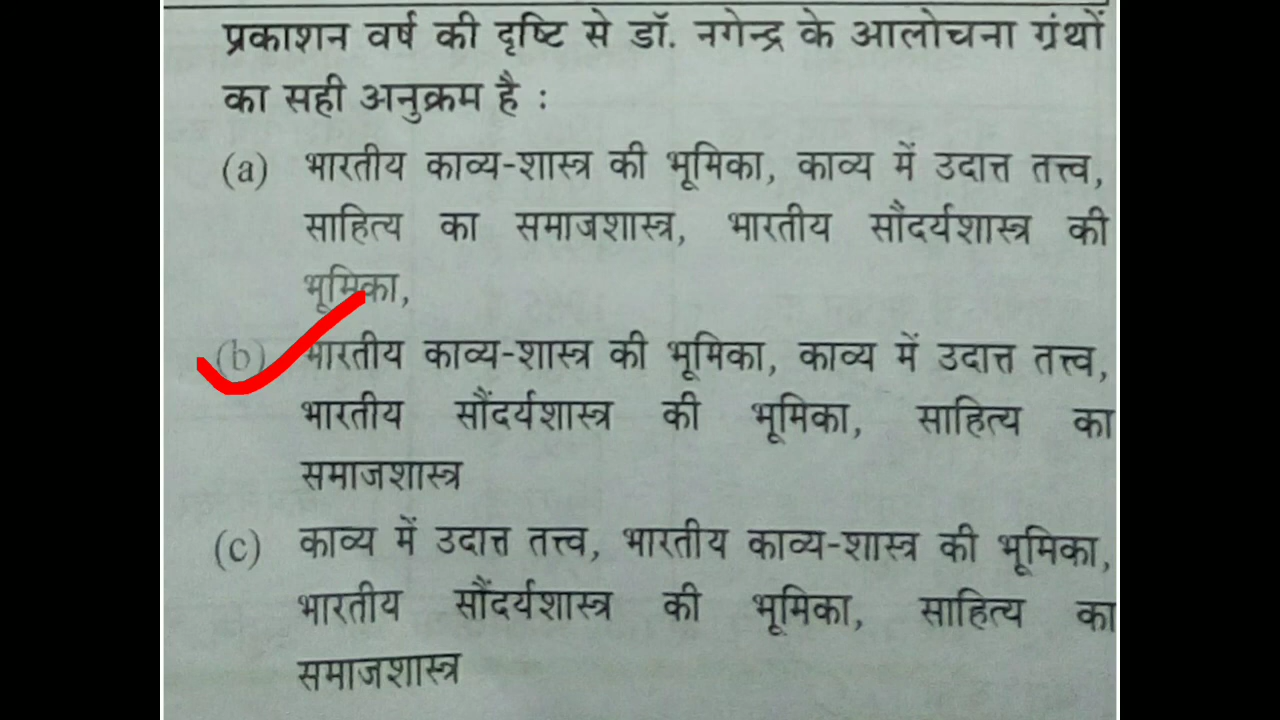 प्रकाशन वर्ष की दृष्टि से डॉ. नगेन्द्र के आलोचना ग्रंथों
का सही अनुक्रम है :
(a) भारतीय काव्य-शास्त्र की भूमिका, काव्य में उदात्त तत्त्व,
साहित्य का समाजशास्त्र, भारतीय सौंदर्यशास्त्र की
भूमिका,
(b) भारतीय काव्य-शास्त्र की भूमिका, काव्य में उदात्त तत्त्व,
भारतीय सौंदर्यशास्त्र की भूमिका, साहित्य का
समाजशास्त्र
(c) काव्य में उदात्त तत्त्व, भारतीय काव्य-शास्त्र की भूमिका,
भारतीय सौंदर्यशास्त्र की भूमिका, साहित्य का
समाजशास्त्र